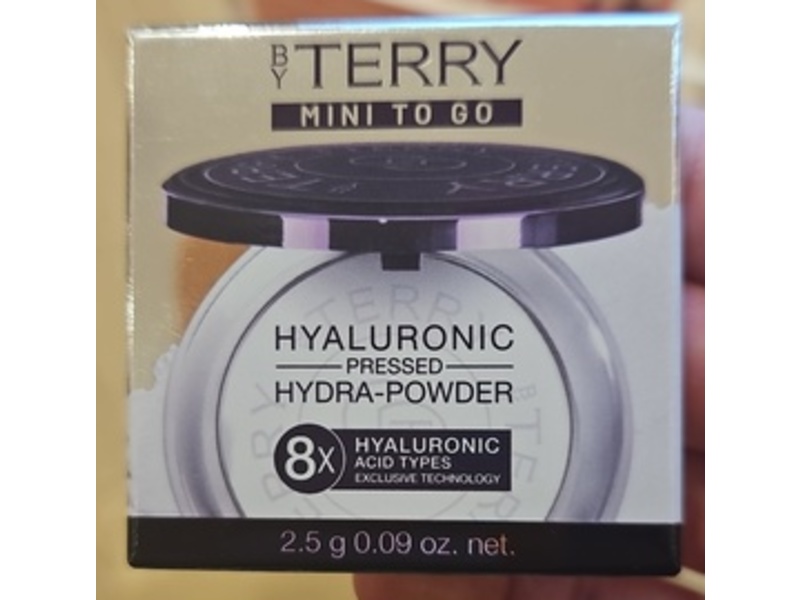 BY TERRY
MINI TO GO
TERRY
HYALURONIC
PRESSED
HYDRA-POWDER
8X
HYALURONIC
ACID TYPES
EXCLUSIVE TECHNOLOGY
2.5 g 0.09 oz. net.